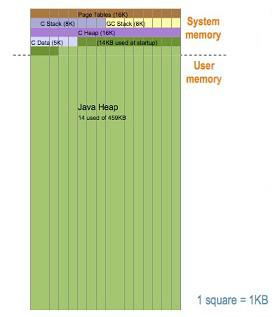 Page Tables (16K)
C Stack (8K)
GC Stack (8K)
System
memory
C Heap (16K)
C Data (5K)
(14KB used at startup)
User
memory
Java Heap
14 used of 459KB
1 square = 1KB